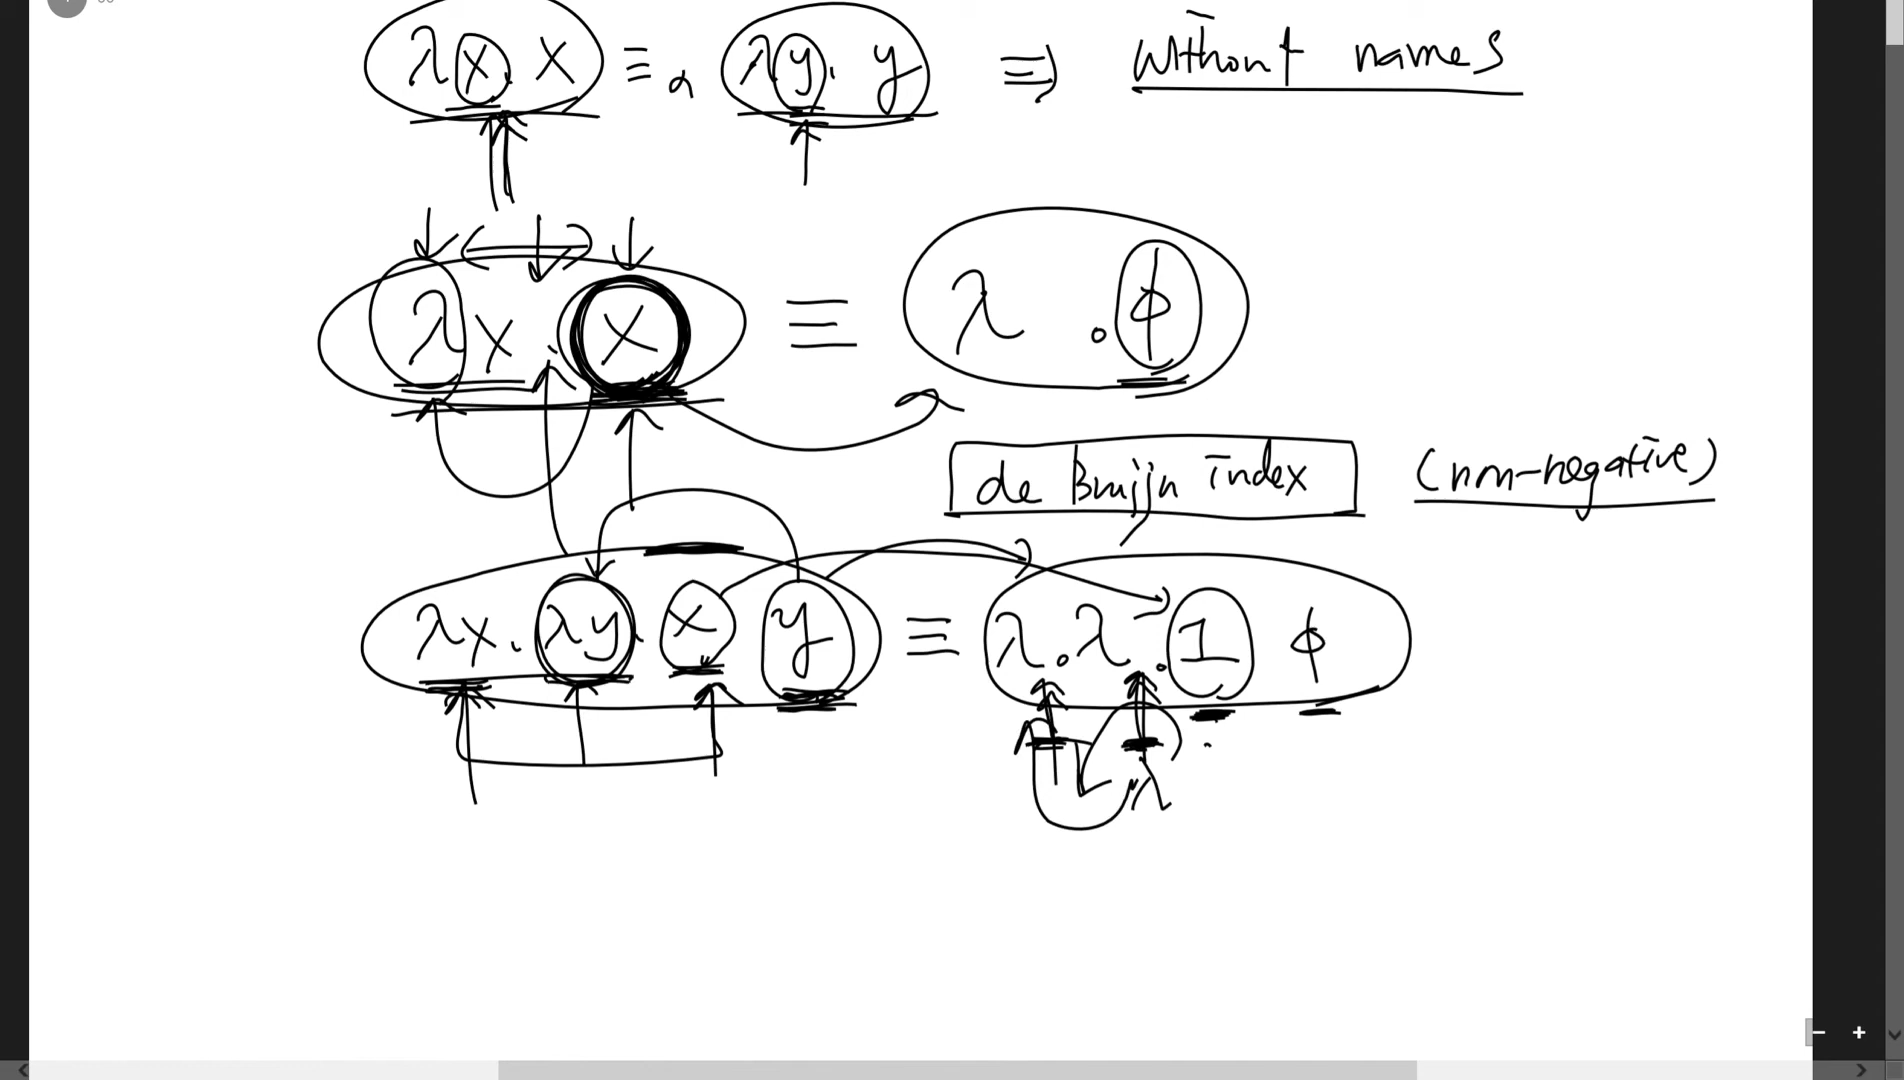 λx. x ≡α λy. y ⇒ without names
λx. x ≡ λ .0
de Bruijn index (non-negative)
λx. λy. x y ≡ λ.λ.1 0
λ
− +